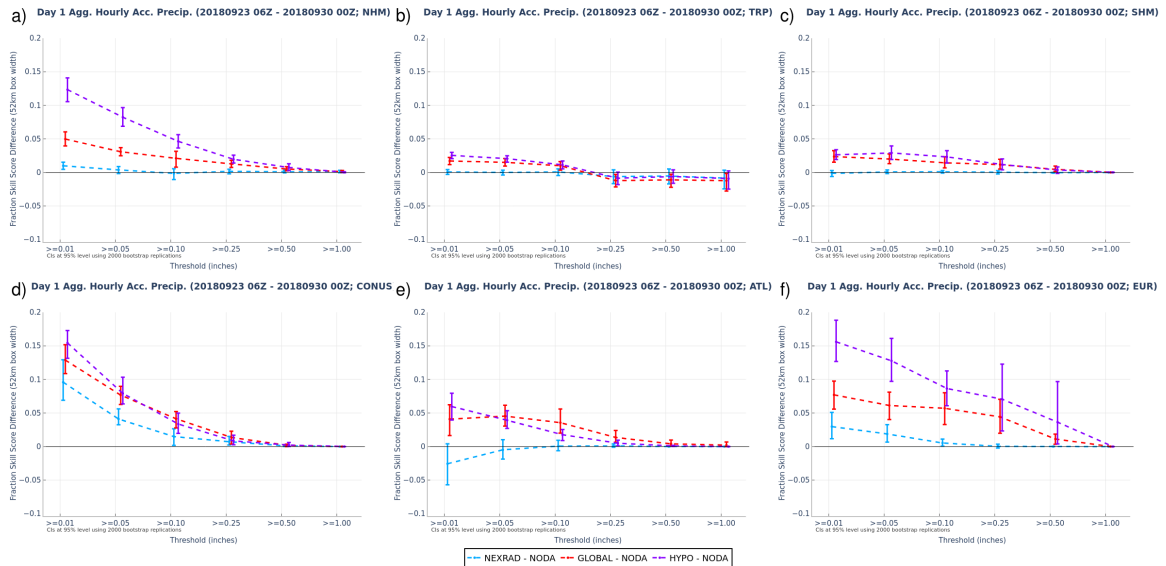 a) Day 1 Agg. Hourly Acc. Precip. (20180923 06Z - 20180930 00Z; NHM)
Fraction Skill Score Difference (52km box width)
0.2
0.15
0.1
0.05
0
−0.05
−0.1
>=0.01 >=0.05 >=0.10 >=0.25 >=0.50 >=1.00
CIs at 95% level using 2000 bootstrap replications
Threshold (inches)
b) Day 1 Agg. Hourly Acc. Precip. (20180923 06Z - 20180930 00Z; TRP)
Fraction Skill Score Difference (52km box width)
0.2
0.15
0.1
0.05
0
−0.05
−0.1
>=0.01 >=0.05 >=0.10 >=0.25 >=0.50 >=1.00
CIs at 95% level using 2000 bootstrap replications
Threshold (inches)
c) Day 1 Agg. Hourly Acc. Precip. (20180923 06Z - 20180930 00Z; SHM)
Fraction Skill Score Difference (52km box width)
0.2
0.15
0.1
0.05
0
−0.05
−0.1
>=0.01 >=0.05 >=0.10 >=0.25 >=0.50 >=1.00
CIs at 95% level using 2000 bootstrap replications
Threshold (inches)
d) Day 1 Agg. Hourly Acc. Precip. (20180923 06Z - 20180930 00Z; CONUS
Fraction Skill Score Difference (52km box width)
0.2
0.15
0.1
0.05
0
−0.05
−0.1
>=0.01 >=0.05 >=0.10 >=0.25 >=0.50 >=1.00
CIs at 95% level using 2000 bootstrap replications
Threshold (inches)
e) Day 1 Agg. Hourly Acc. Precip. (20180923 06Z - 20180930 00Z; ATL)
Fraction Skill Score Difference (52km box width)
0.2
0.15
0.1
0.05
0
−0.05
−0.1
>=0.01 >=0.05 >=0.10 >=0.25 >=0.50 >=1.00
CIs at 95% level using 2000 bootstrap replications
Threshold (inches)
f) Day 1 Agg. Hourly Acc. Precip. (20180923 06Z - 20180930 00Z; EUR)
Fraction Skill Score Difference (52km box width)
0.2
0.15
0.1
0.05
0
−0.05
−0.1
>=0.01 >=0.05 >=0.10 >=0.25 >=0.50 >=1.00
CIs at 95% level using 2000 bootstrap replications
Threshold (inches)
NEXRAD - NODA GLOBAL - NODA HYPO - NODA